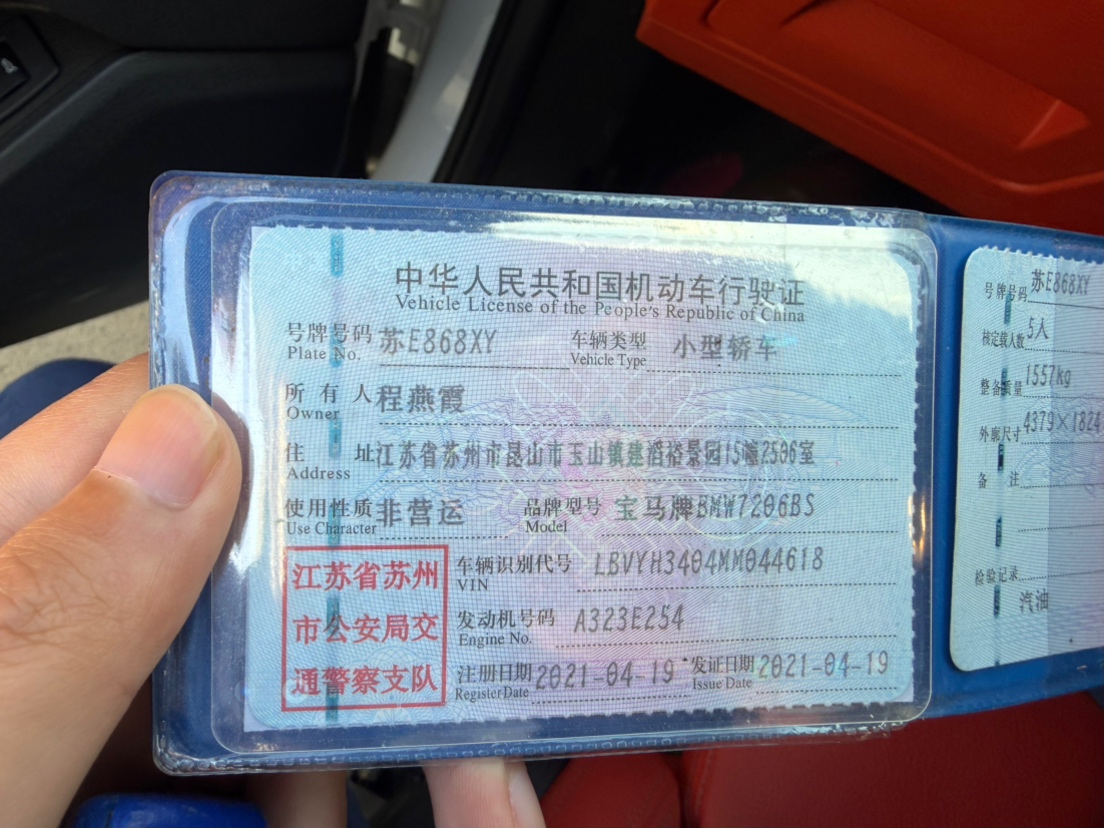 中华人民共和国机动车行驶证
Vehicle License of the People's Republic of China
号牌号码 苏E868XY 车辆类型 小型轿车
Plate No. Vehicle Type
所有人 程燕霞
Owner
住址 江苏省苏州市昆山市玉山镇建滔裕景园15幢2506室
Address
使用性质 非营运 品牌型号 宝马牌BMW7206BS
Use Character Model
江苏省苏州
市公安局交
通警察支队
车辆识别代号 LBVYH3404MM044618
VIN
发动机号码 A323E254
Engine No.
注册日期 2021-04-19 发证日期 2021-04-19
Register Date Issue Date
号牌号码 苏E868XY
核定载人数 5人
整备质量 1557kg
外廓尺寸 4379×1824
备注
检验记录
汽油